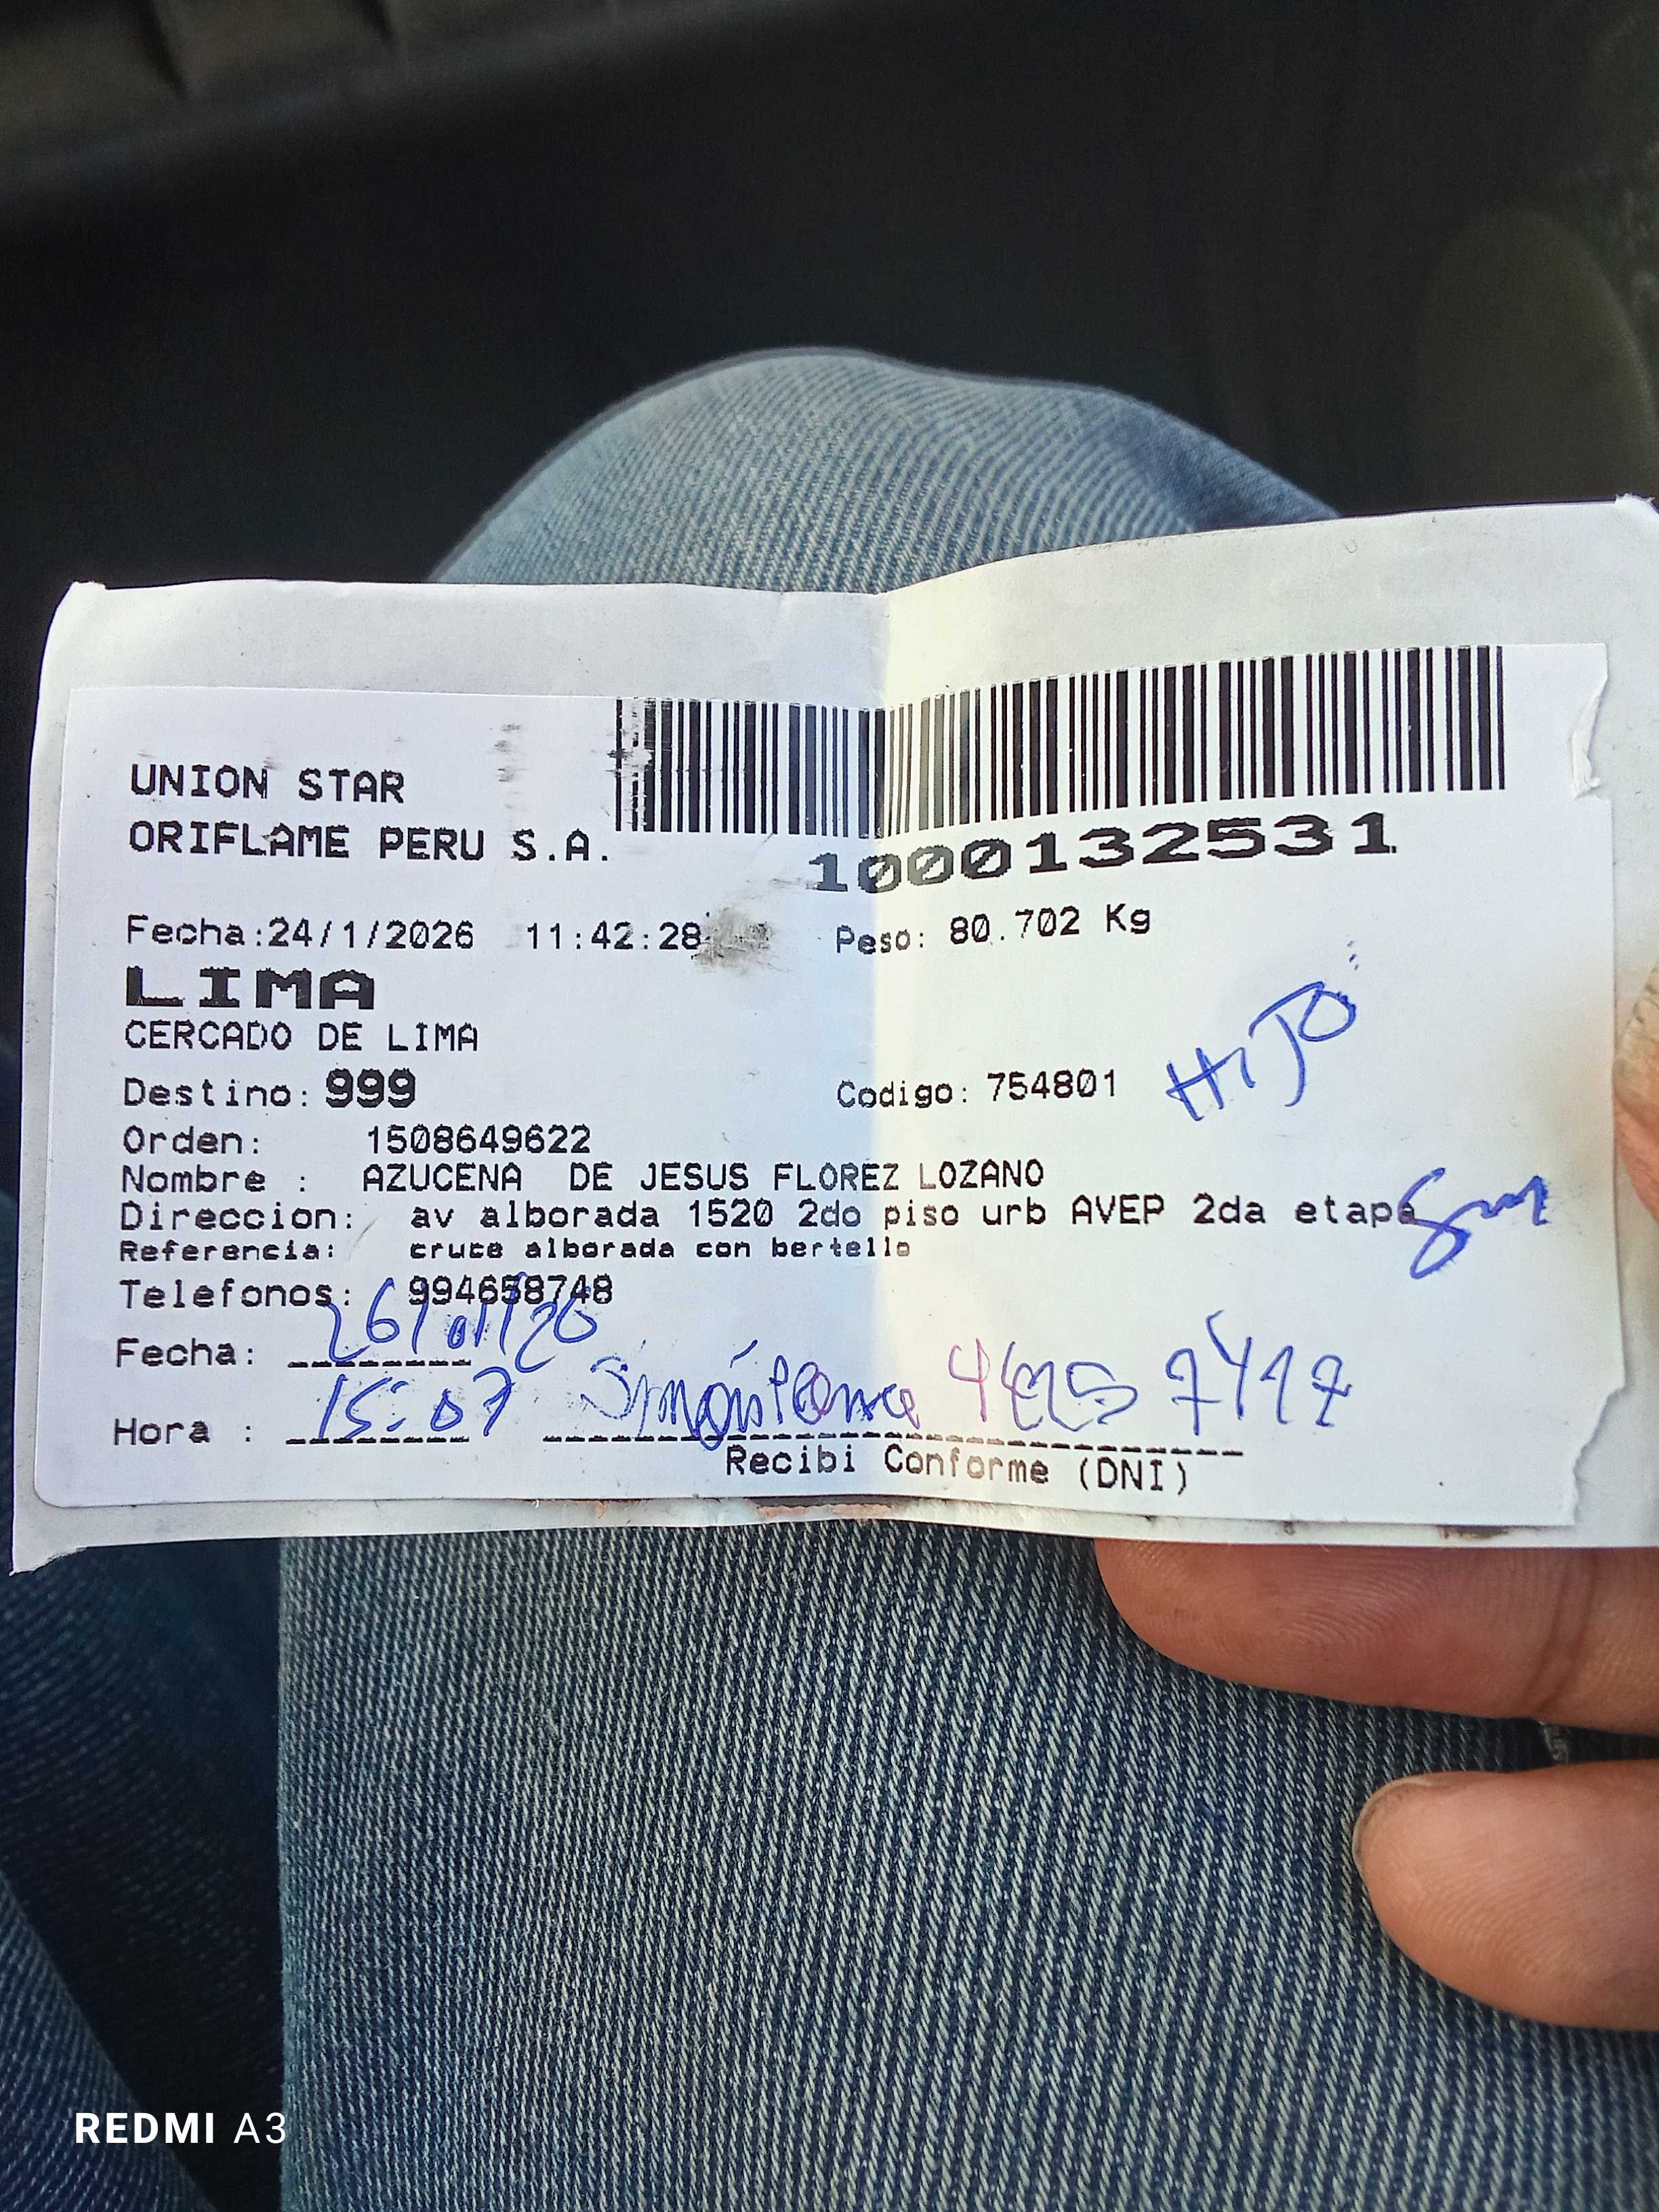 UNION STAR
ORIFLAME PERU S.A.
1000132531
Fecha:24/1/2026 11:42:28 Peso: 80.702 Kg
LIMA
CERCADO DE LIMA
Destino: 999 Codigo: 754801 HIJO
Orden: 1508649622
Nombre : AZUCENA DE JESUS FLOREZ LOZANO
Direccion: av alborada 1520 2do piso urb AVEP 2da etapa
Referencia: cruce alborada con bertello
Telefonos: 994658748
Fecha: 26/01/26
Hora : 15:07 Simón
Recibi Conforme (DNI)
REDMI A3